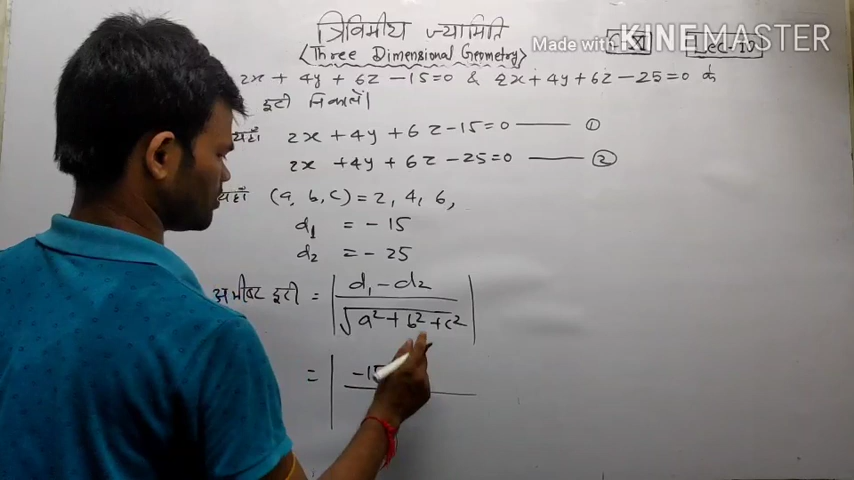 त्रिविमीय ज्यामिति
<Three Dimensional Geometry>
Made with KINEMASTER
2x + 4y + 6z - 15 = 0 & 2x + 4y + 6z - 25 = 0 के
दूरी निकालें।
यहाँ 2x + 4y + 6z - 15 = 0 —— ①
2x + 4y + 6z - 25 = 0 —— ②
यहाँ (a, b, c) = 2, 4, 6,
d₁ = - 15
d₂ = - 25
अभीष्ट दूरी = | d₁ - d₂ / √a² + b² + c² |
= | -15